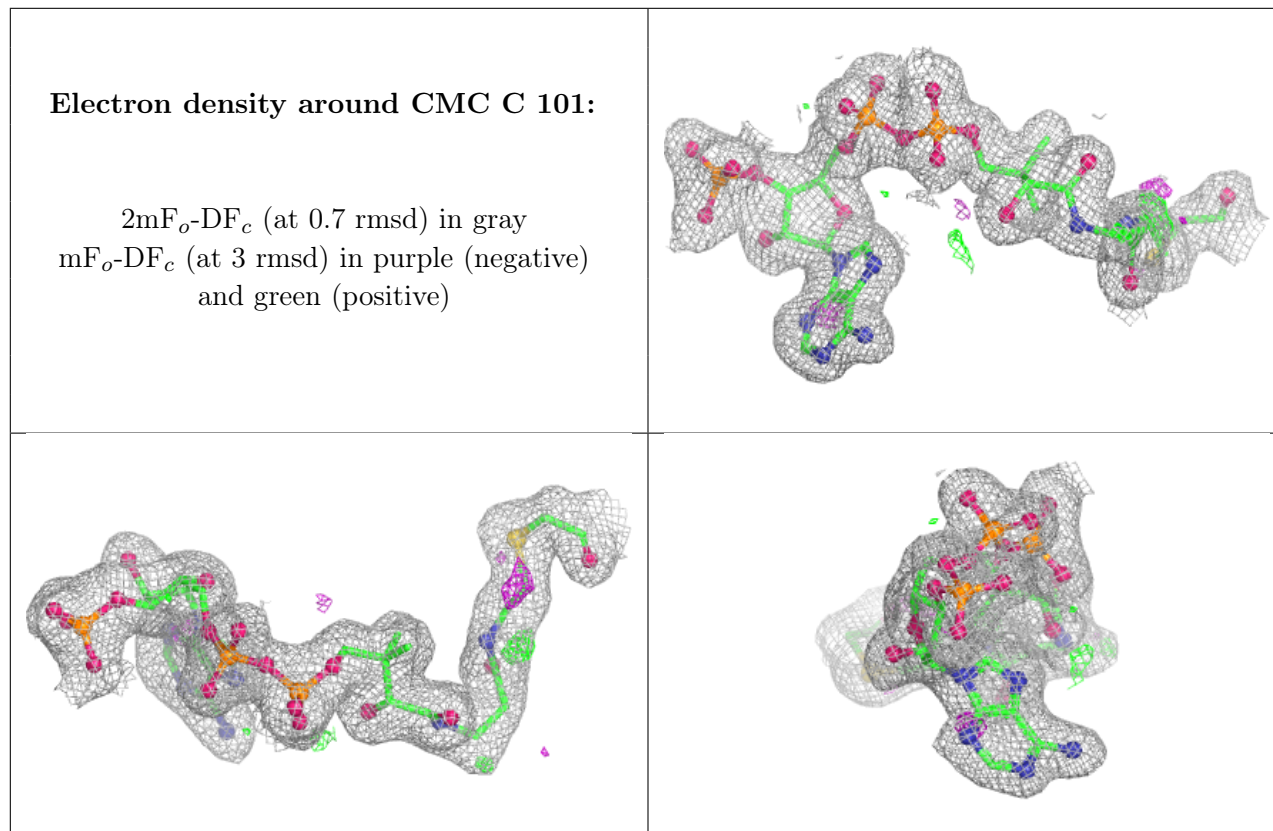 Electron density around CMC C 101:
2mFo-DFc (at 0.7 rmsd) in gray
mFo-DFc (at 3 rmsd) in purple (negative)
and green (positive)